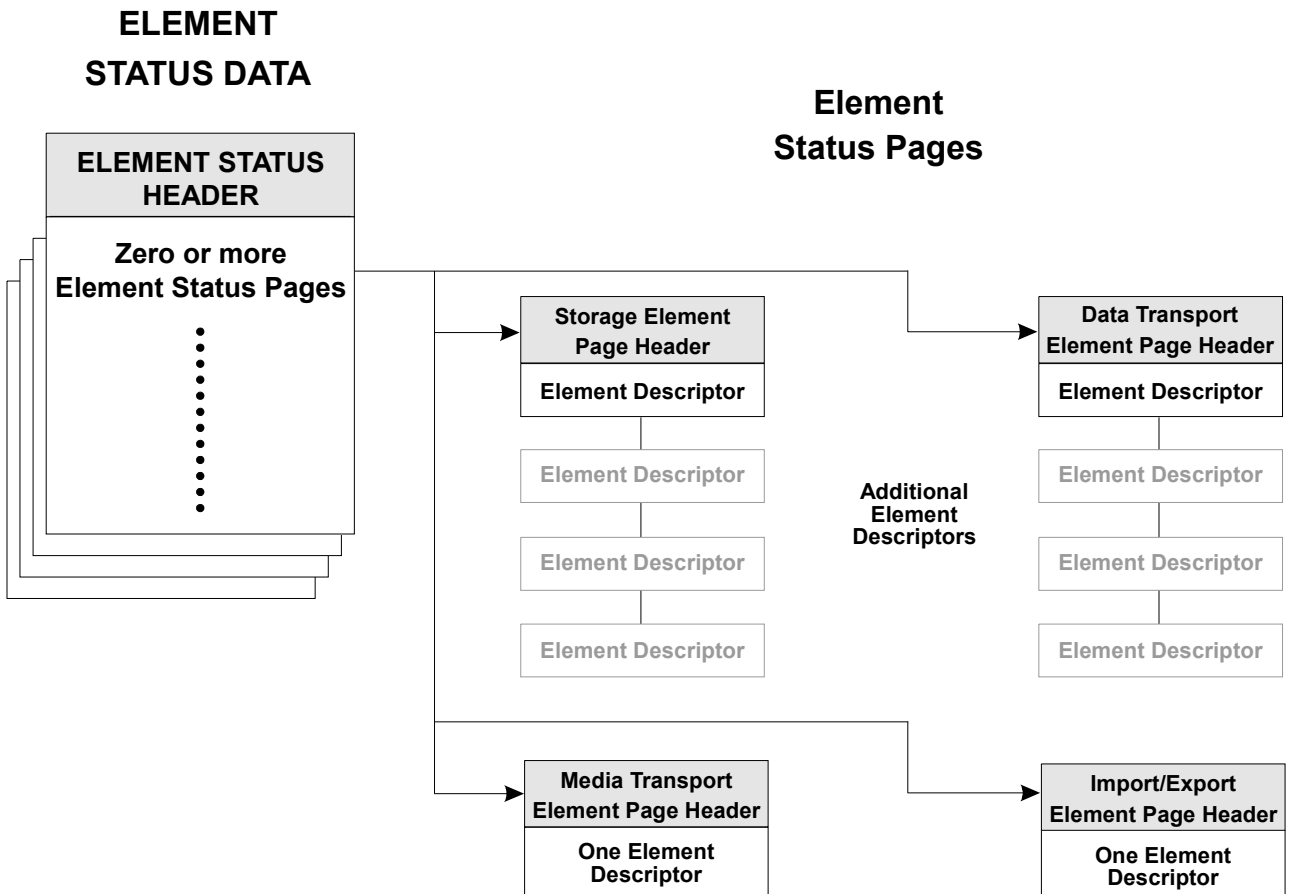 ELEMENT
STATUS DATA
Element
Status Pages
ELEMENT STATUS
HEADER
Zero or more
Element Status Pages
Storage Element
Page Header
Element Descriptor
Element Descriptor
Element Descriptor
Element Descriptor
Additional
Element
Descriptors
Data Transport
Element Page Header
Element Descriptor
Element Descriptor
Element Descriptor
Element Descriptor
Media Transport
Element Page Header
One Element
Descriptor
Import/Export
Element Page Header
One Element
Descriptor